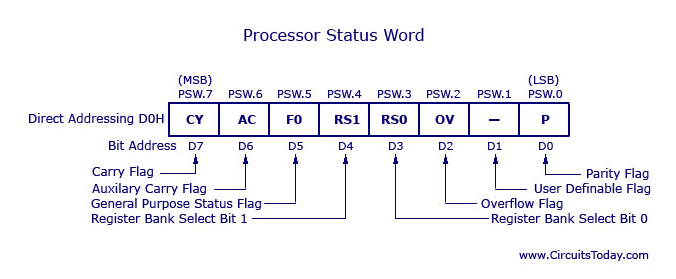 Processor Status Word
(MSB) (LSB)
PSW.7 PSW.6 PSW.5 PSW.4 PSW.3 PSW.2 PSW.1 PSW.0
Direct Addressing D0H CY AC F0 RS1 RS0 OV — P
Bit Address D7 D6 D5 D4 D3 D2 D1 D0
Carry Flag Parity Flag
Auxilary Carry Flag User Definable Flag
General Purpose Status Flag Overflow Flag
Register Bank Select Bit 1 Register Bank Select Bit 0
www.CircuitsToday.com